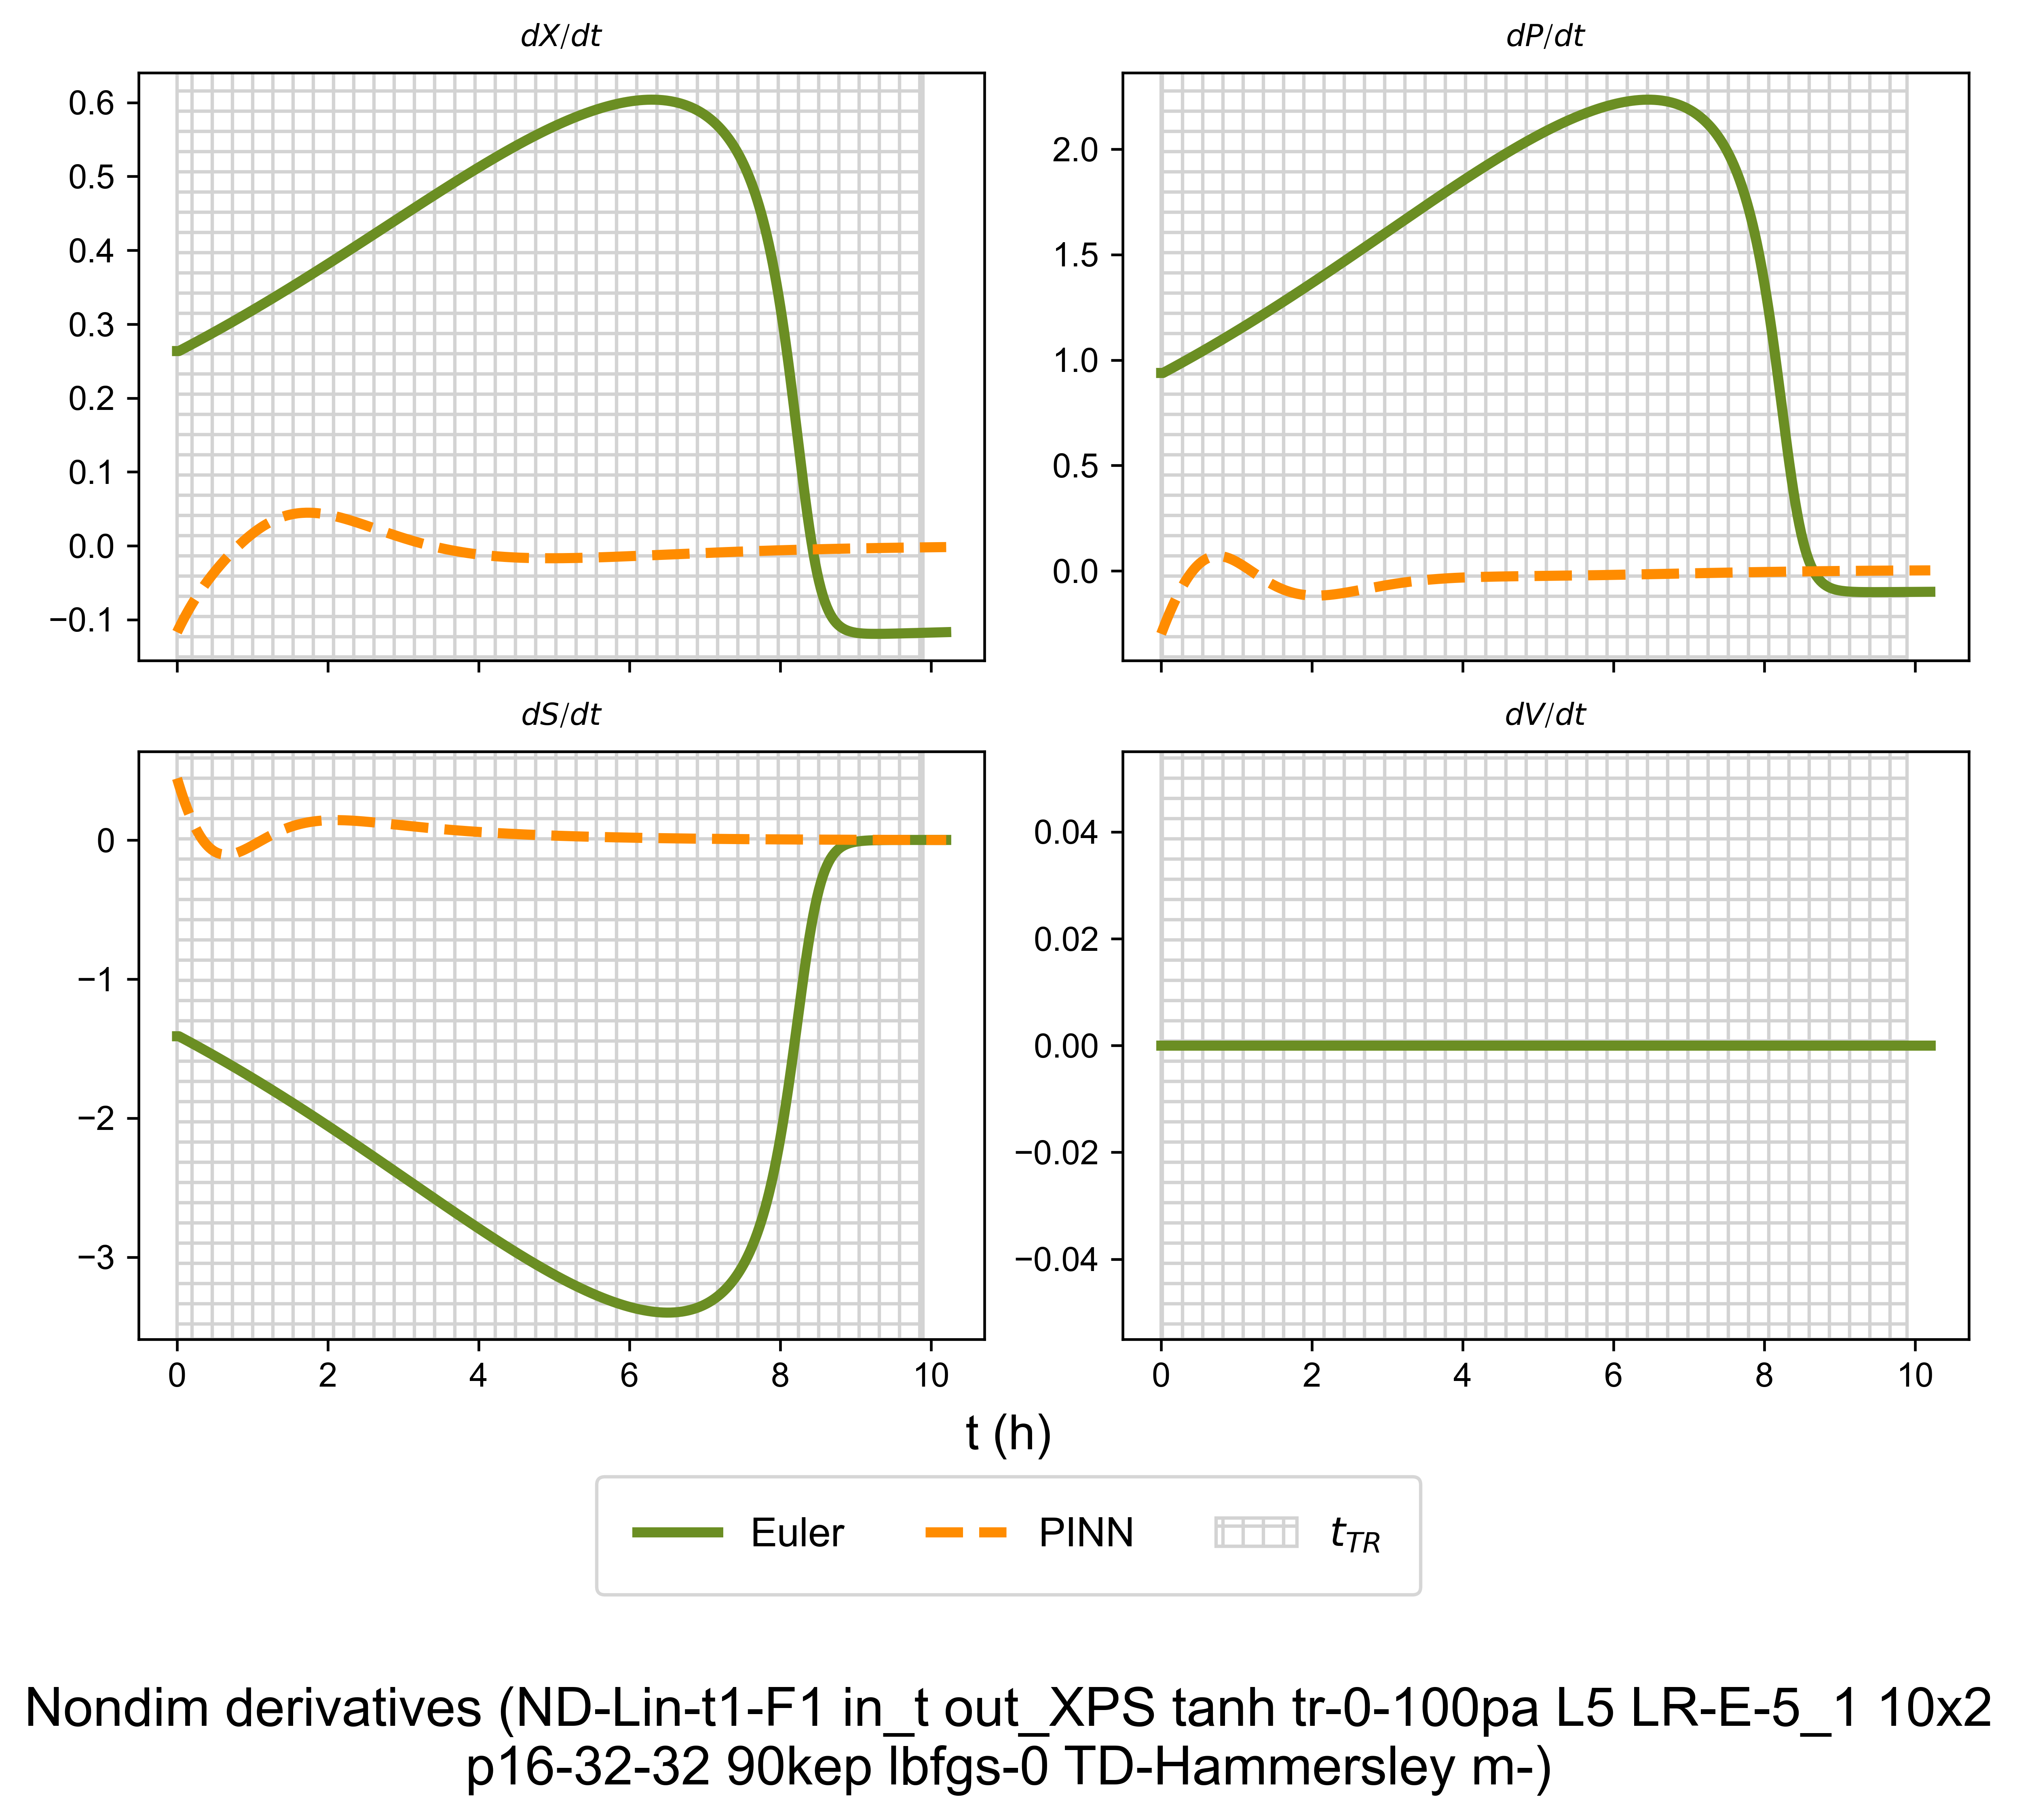 dX/dt
dP/dt
0.6
0.5
0.4
0.3
0.2
0.1
0.0
−0.1
2.0
1.5
1.0
0.5
0.0
dS/dt
dV/dt
0
−1
−2
−3
0.04
0.02
0.00
−0.02
−0.04
0 2 4 6 8 10
0 2 4 6 8 10
t (h)
Euler PINN t_TR
Nondim derivatives (ND-Lin-t1-F1 in_t out_XPS tanh tr-0-100pa L5 LR-E-5_1 10x2
p16-32-32 90kep lbfgs-0 TD-Hammersley m-)